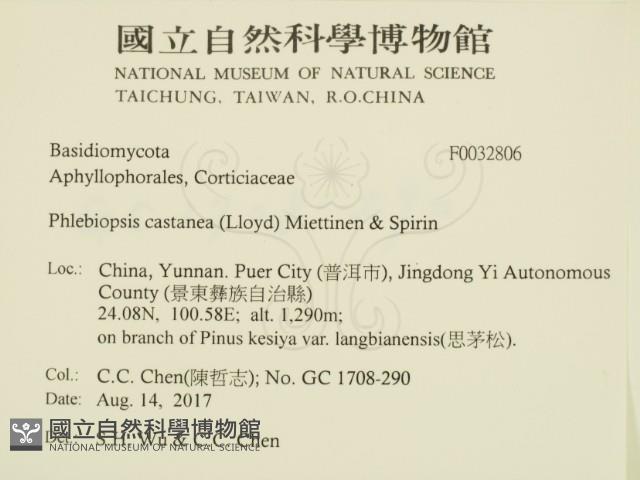 國立自然科學博物館
NATIONAL MUSEUM OF NATURAL SCIENCE
TAICHUNG, TAIWAN, R.O.CHINA
Basidiomycota F0032806
Aphyllophorales, Corticiaceae
Phlebiopsis castanea (Lloyd) Miettinen & Spirin
Loc.: China, Yunnan. Puer City (普洱市), Jingdong Yi Autonomous
County (景東彝族自治縣)
24.08N, 100.58E; alt. 1,290m;
on branch of Pinus kesiya var. langbianensis(思茅松).
Col.: C.C. Chen(陳哲志); No. GC 1708-290
Date: Aug. 14, 2017
Det.: S.H. Wu & C.C. Chen
國立自然科學博物館
NATIONAL MUSEUM OF NATURAL SCIENCE